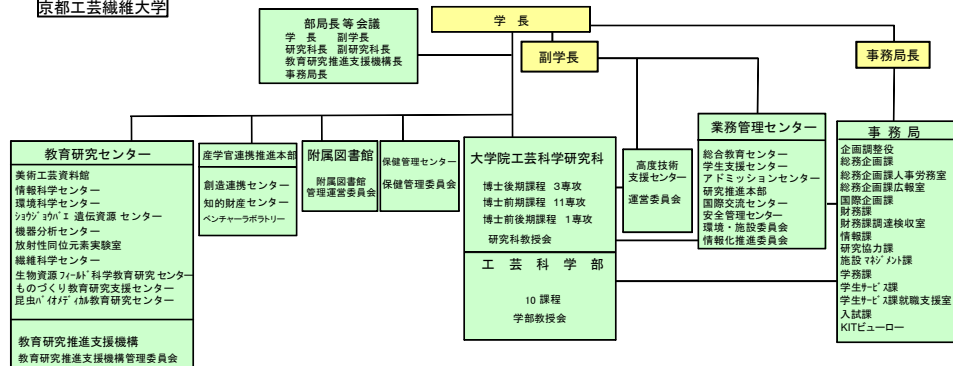 京都工芸繊維大学
学 長
部局長等会議
学 長 副学長
研究科長 副研究科長
教育研究推進支援機構長
事務局長
副学長
事務局長
教育研究センター
美術工芸資料館
情報科学センター
環境科学センター
ショウジョウバエ 遺伝資源 センター
機器分析センター
放射性同位元素実験室
繊維科学センター
生物資源フィールド科学教育研究センター
ものづくり教育研究支援センター
昆虫バイオメディカル教育研究センター
教育研究推進支援機構
教育研究推進支援機構管理委員会
産学官連携推進本部
創造連携センター
知的財産センター
ベンチャーラボラトリー
附属図書館
附属図書館
管理運営委員会
保健管理センター
保健管理委員会
大学院工芸科学研究科
博士後期課程 3専攻
博士前期課程 11専攻
博士前後期課程 1専攻
研究科教授会
工 芸 科 学 部
10 課程
学部教授会
高度技術
支援センター
運営委員会
業務管理センター
総合教育センター
学生支援センター
アドミッションセンター
研究推進本部
国際交流センター
安全管理センター
環境・施設委員会
情報化推進委員会
事 務 局
企画調整役
総務企画課
総務企画課人事労務室
総務企画課広報室
国際企画課
財務課
財務課調達検収室
情報課
研究協力課
施設マネジメント課
学務課
学生サービス課
学生サービス課就職支援室
入試課
KITビューロー